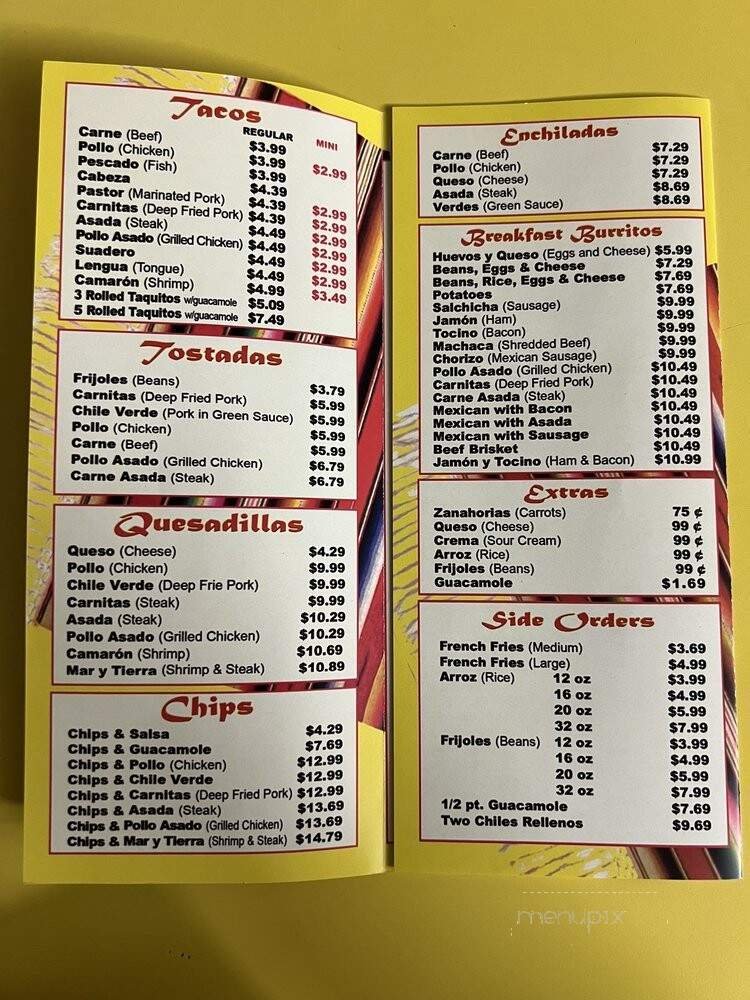 Tacos
REGULAR MINI
Carne (Beef) $3.99
Pollo (Chicken) $3.99 $2.99
Pescado (Fish) $3.99
Cabeza $4.39
Pastor (Marinated Pork) $4.39 $2.99
Carnitas (Deep Fried Pork) $4.39 $2.99
Asada (Steak) $4.49 $2.99
Pollo Asado (Grilled Chicken) $4.49 $2.99
Suadero $4.49 $2.99
Lengua (Tongue) $4.49 $2.99
Camarón (Shrimp) $4.99 $3.49
3 Rolled Taquitos w/guacamole $5.09
5 Rolled Taquitos w/guacamole $7.49
Tostadas
Frijoles (Beans) $3.79
Carnitas (Deep Fried Pork) $5.99
Chile Verde (Pork in Green Sauce) $5.99
Pollo (Chicken) $5.99
Carne (Beef) $5.99
Pollo Asado (Grilled Chicken) $6.79
Carne Asada (Steak) $6.79
Quesadillas
Queso (Cheese) $4.29
Pollo (Chicken) $9.99
Chile Verde (Deep Frie Pork) $9.99
Carnitas (Steak) $9.99
Asada (Steak) $10.29
Pollo Asado (Grilled Chicken) $10.29
Camarón (Shrimp) $10.69
Mar y Tierra (Shrimp & Steak) $10.89
Chips
Chips & Salsa $4.29
Chips & Guacamole $7.69
Chips & Pollo (Chicken) $12.99
Chips & Chile Verde $12.99
Chips & Carnitas (Deep Fried Pork) $12.99
Chips & Asada (Steak) $13.69
Chips & Pollo Asado (Grilled Chicken) $13.69
Chips & Mar y Tierra (Shrimp & Steak) $14.79
Enchiladas
Carne (Beef) $7.29
Pollo (Chicken) $7.29
Queso (Cheese) $7.29
Asada (Steak) $8.69
Verdes (Green Sauce) $8.69
Breakfast Burritos
Huevos y Queso (Eggs and Cheese) $5.99
Beans, Eggs & Cheese $7.29
Beans, Rice, Eggs & Cheese $7.69
Potatoes $7.69
Salchicha (Sausage) $9.99
Jamón (Ham) $9.99
Tocino (Bacon) $9.99
Machaca (Shredded Beef) $9.99
Chorizo (Mexican Sausage) $9.99
Pollo Asado (Grilled Chicken) $10.49
Carnitas (Deep Fried Pork) $10.49
Carne Asada (Steak) $10.49
Mexican with Bacon $10.49
Mexican with Asada $10.49
Mexican with Sausage $10.49
Beef Brisket $10.49
Jamón y Tocino (Ham & Bacon) $10.99
Extras
Zanahorias (Carrots) 75 ¢
Queso (Cheese) 99 ¢
Crema (Sour Cream) 99 ¢
Arroz (Rice) 99 ¢
Frijoles (Beans) 99 ¢
Guacamole $1.69
Side Orders
French Fries (Medium) $3.69
French Fries (Large) $4.99
Arroz (Rice) 12 oz $3.99
16 oz $4.99
20 oz $5.99
32 oz $7.99
Frijoles (Beans) 12 oz $3.99
16 oz $4.99
20 oz $5.99
32 oz $7.99
1/2 pt. Guacamole $7.69
Two Chiles Rellenos $9.69
menupix